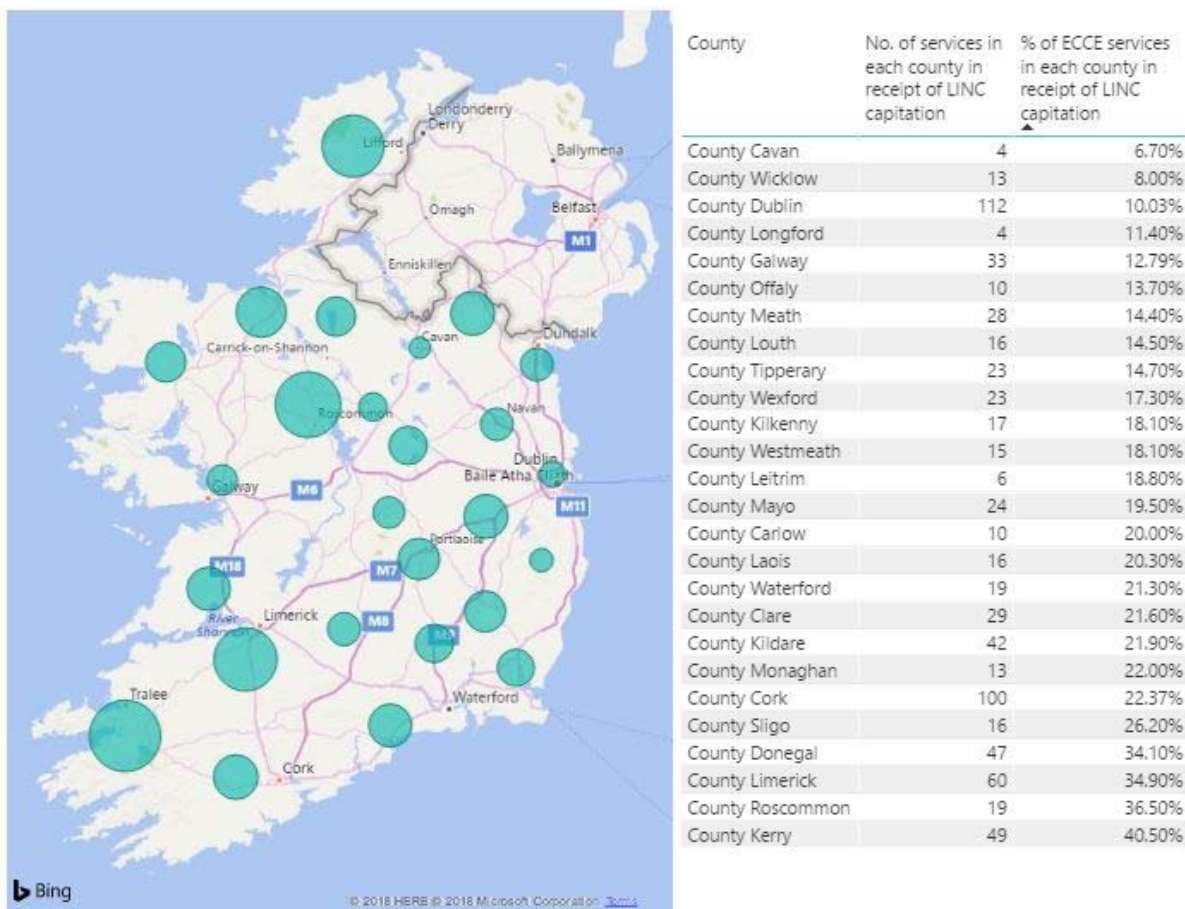 Londonderry
Derry
Lifford
Ballymena
Omagh
Belfast
M1
Enniskillen
Cavan
Dundalk
Carrick-on-Shannon
Roscommon
Navan
Dublin
Baile Atha Cliath
Galway
M6
M11
Portlaoise
M18
M7
River
Shannon
Limerick
M8
M9
Tralee
Waterford
Cork
Bing
© 2018 HERE © 2018 Microsoft Corporation Terms
County No. of services in each county in receipt of LINC capitation % of ECCE services in each county in receipt of LINC capitation
County Cavan 4 6.70%
County Wicklow 13 8.00%
County Dublin 112 10.03%
County Longford 4 11.40%
County Galway 33 12.79%
County Offaly 10 13.70%
County Meath 28 14.40%
County Louth 16 14.50%
County Tipperary 23 14.70%
County Wexford 23 17.30%
County Kilkenny 17 18.10%
County Westmeath 15 18.10%
County Leitrim 6 18.80%
County Mayo 24 19.50%
County Carlow 10 20.00%
County Laois 16 20.30%
County Waterford 19 21.30%
County Clare 29 21.60%
County Kildare 42 21.90%
County Monaghan 13 22.00%
County Cork 100 22.37%
County Sligo 16 26.20%
County Donegal 47 34.10%
County Limerick 60 34.90%
County Roscommon 19 36.50%
County Kerry 49 40.50%